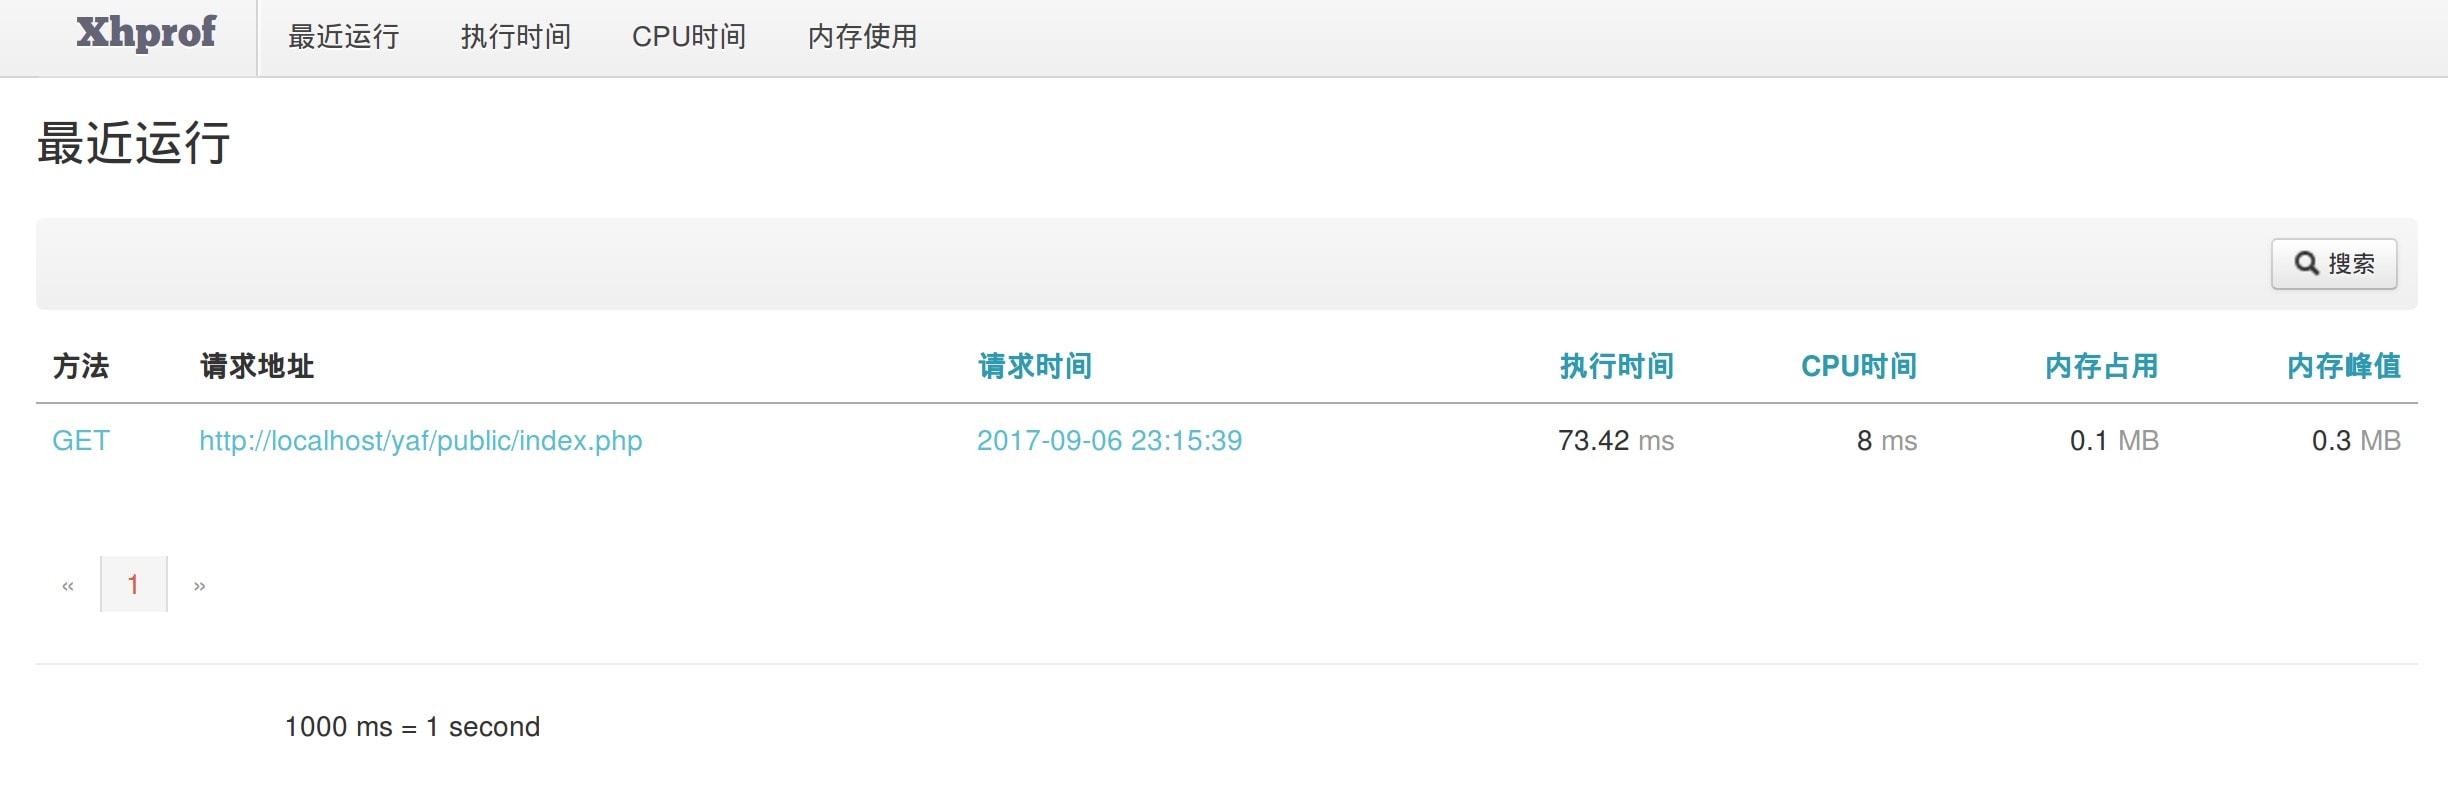 Xhprof 最近运行 执行时间 CPU时间 内存使用
最近运行
搜索
方法 请求地址 请求时间 执行时间 CPU时间 内存占用 内存峰值
GET http://localhost/yaf/public/index.php 2017-09-06 23:15:39 73.42 ms 8 ms 0.1 MB 0.3 MB
« 1 »
1000 ms = 1 second